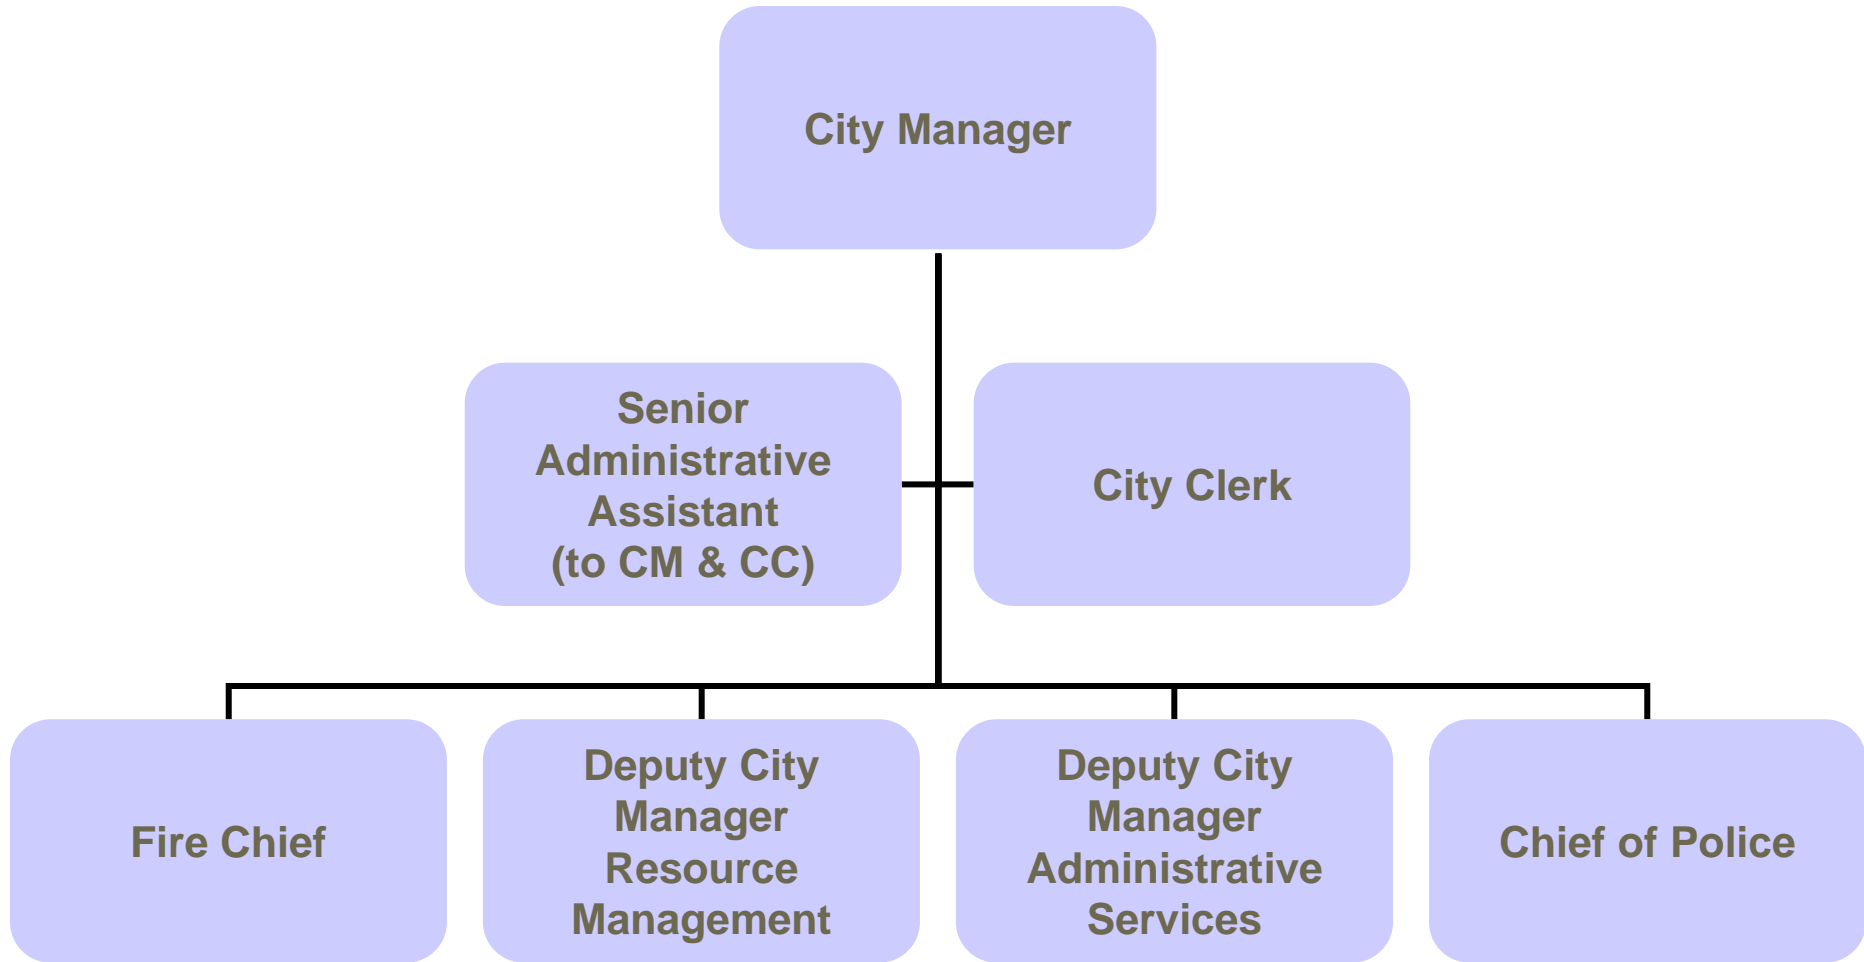 City Manager
Senior
Administrative
Assistant
(to CM & CC)
City Clerk
Fire Chief
Deputy City
Manager
Resource
Management
Deputy City
Manager
Administrative
Services
Chief of Police